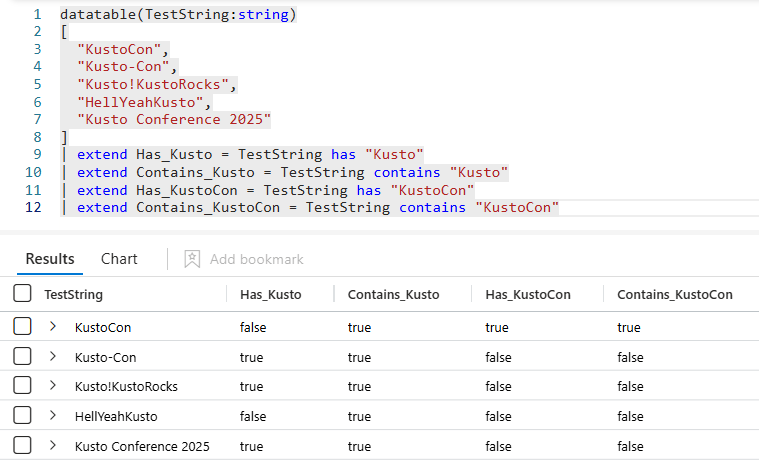 1 datatable(TestString:string)
2 [
3 "KustoCon",
4 "Kusto-Con",
5 "Kusto!KustoRocks",
6 "HellYeahKusto",
7 "Kusto Conference 2025"
8 ]
9 | extend Has_Kusto = TestString has "Kusto"
10 | extend Contains_Kusto = TestString contains "Kusto"
11 | extend Has_KustoCon = TestString has "KustoCon"
12 | extend Contains_KustoCon = TestString contains "KustoCon"
Results Chart Add bookmark
TestString Has_Kusto Contains_Kusto Has_KustoCon Contains_KustoCon
> KustoCon false true true true
> Kusto-Con true true false false
> Kusto!KustoRocks true true false false
> HellYeahKusto false true false false
> Kusto Conference 2025 true true false false